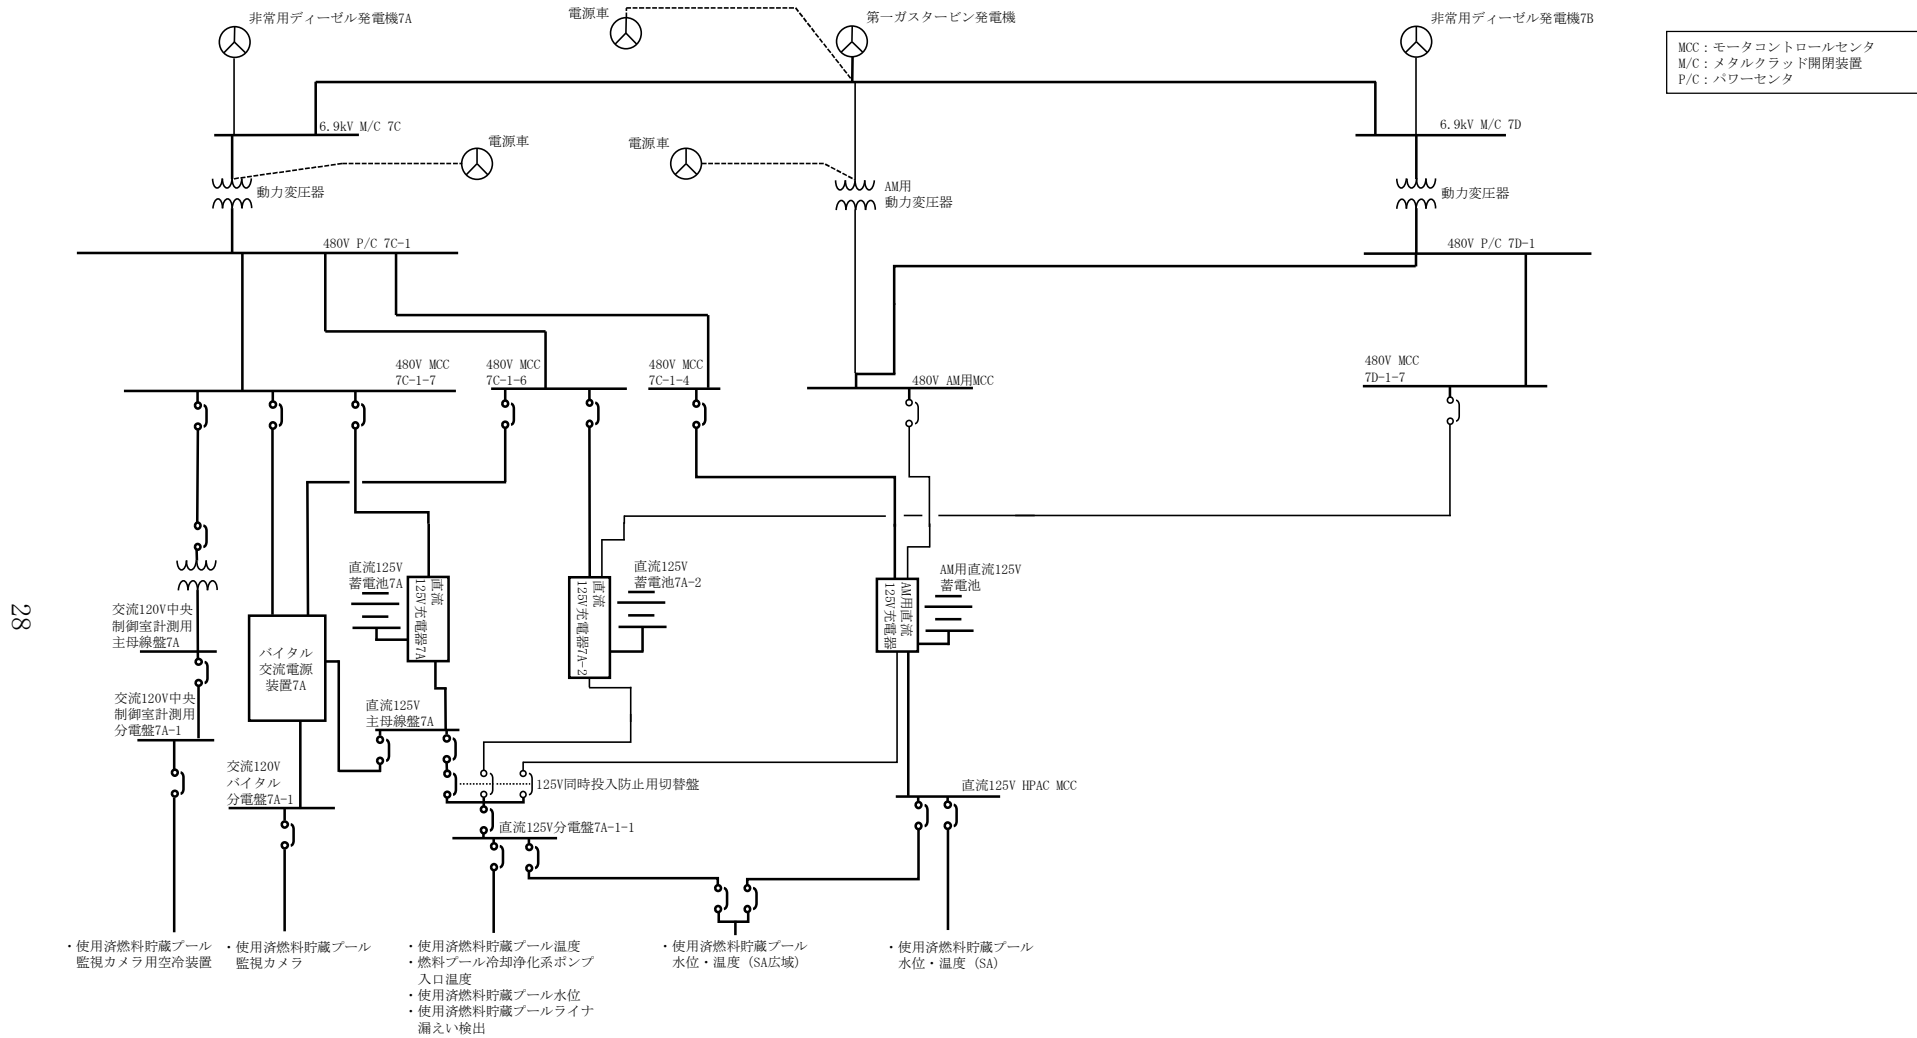 電源車
非常用ディーゼル発電機7A
第一ガスタービン発電機
非常用ディーゼル発電機7B
MCC：モータコントロールセンタ
M/C：メタルクラッド開閉装置
P/C：パワーセンタ
6.9kV M/C 7C
6.9kV M/C 7D
電源車
電源車
動力変圧器
AM用
動力変圧器
動力変圧器
480V P/C 7C-1
480V P/C 7D-1
480V MCC
7C-1-7
480V MCC
7C-1-6
480V MCC
7C-1-4
480V AM用MCC
480V MCC
7D-1-7
直流125V
蓄電池7A
直流
125V充電器7A
直流125V
蓄電池7A-2
直流
125V充電器7A-2
AM用直流125V
蓄電池
AM用直流
125V充電器
28
交流120V中央
制御室計測用
主母線盤7A
バイタル
交流電源
装置7A
交流120V中央
制御室計測用
分電盤7A-1
直流125V
主母線盤7A
交流120V
バイタル
分電盤7A-1
125V同時投入防止用切替盤
直流125V HPAC MCC
直流125V分電盤7A-1-1
・使用済燃料貯蔵プール
監視カメラ用空冷装置
・使用済燃料貯蔵プール
監視カメラ
・使用済燃料貯蔵プール温度
・燃料プール冷却浄化系ポンプ
入口温度
・使用済燃料貯蔵プール水位
・使用済燃料貯蔵プールライナ
漏えい検出
・使用済燃料貯蔵プール
水位・温度（SA広域）
・使用済燃料貯蔵プール
水位・温度（SA）